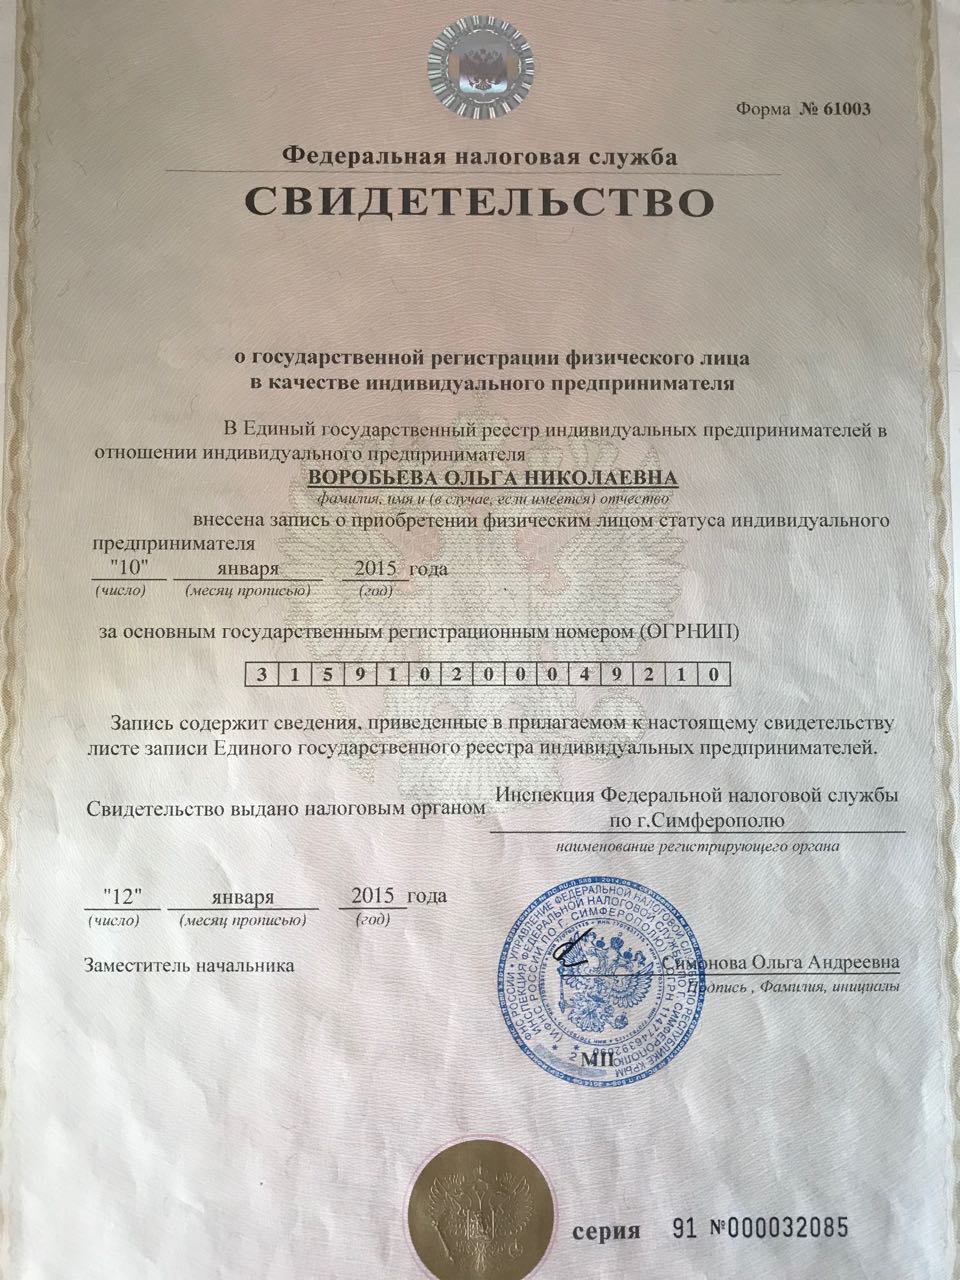 Форма № 61003
Федеральная налоговая служба
СВИДЕТЕЛЬСТВО
о государственной регистрации физического лица
в качестве индивидуального предпринимателя
В Единый государственный реестр индивидуальных предпринимателей в
отношении индивидуального предпринимателя
ВОРОБЬЕВА ОЛЬГА НИКОЛАЕВНА
фамилия, имя и (в случае, если имеется) отчество
внесена запись о приобретении физическим лицом статуса индивидуального
предпринимателя
"10" января 2015 года
(число) (месяц прописью) (год)
за основным государственным регистрационным номером (ОГРНИП)
3 1 5 9 1 0 2 0 0 0 4 9 2 1 0
Запись содержит сведения, приведенные в прилагаемом к настоящему свидетельству
листе записи Единого государственного реестра индивидуальных предпринимателей.
Свидетельство выдано налоговым органом Инспекция Федеральной налоговой службы
по г.Симферополю
наименование регистрирующего органа
"12" января 2015 года
(число) (месяц прописью) (год)
Заместитель начальника Симонова Ольга Андреевна
Подпись , Фамилия, инициалы
МП
серия 91 №000032085